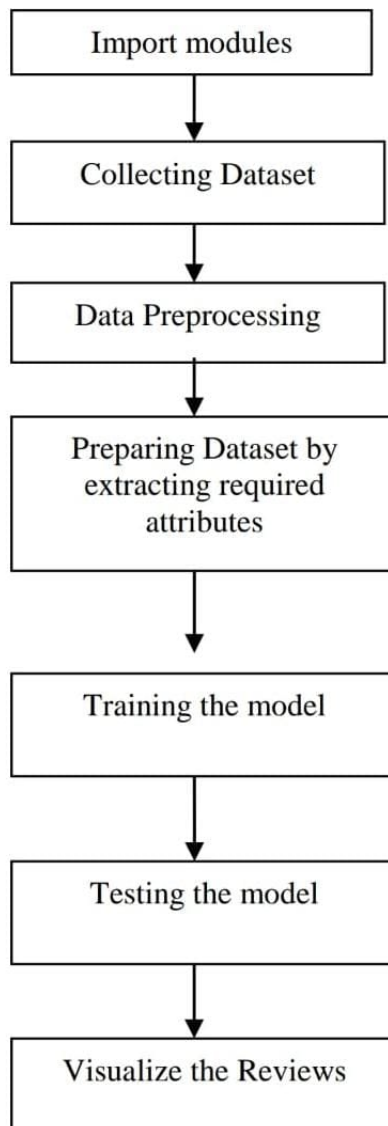 Import modules
Collecting Dataset
Data Preprocessing
Preparing Dataset by
extracting required
attributes
Training the model
Testing the model
Visualize the Reviews